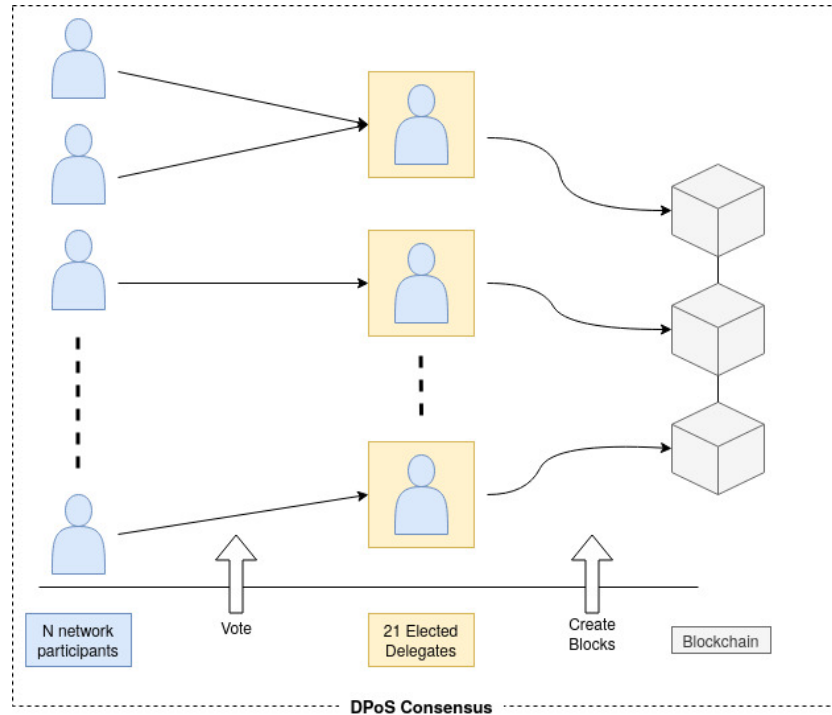 N network
participants
Vote
21 Elected
Delegates
Create
Blocks
Blockchain
DPoS Consensus